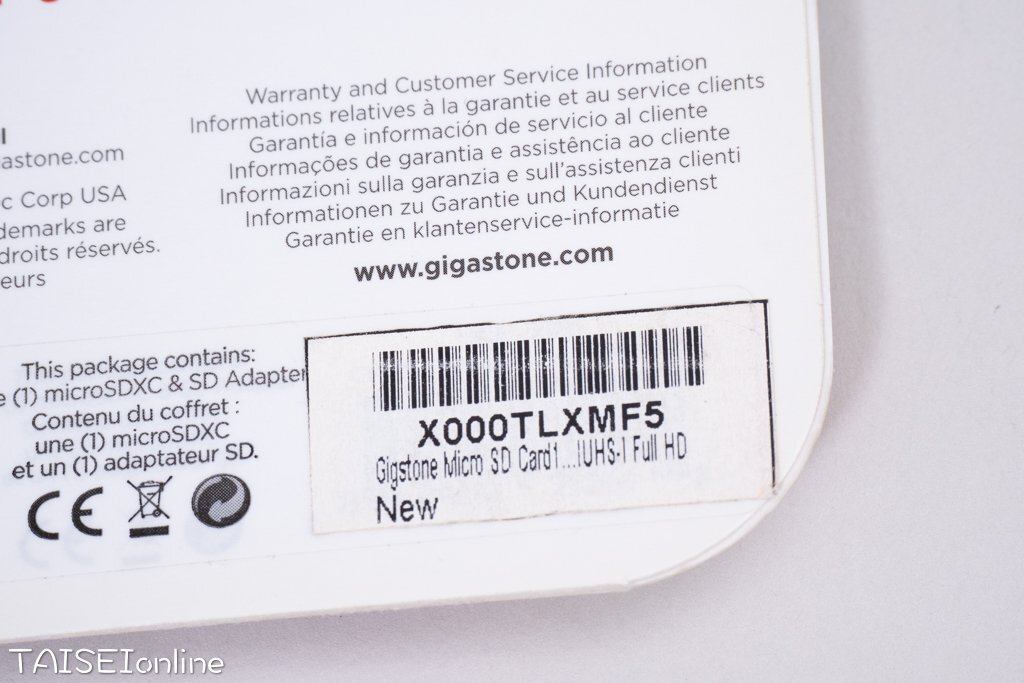 Warranty and Customer Service Information
Informations relatives à la garantie et au service clients
Garantía e información de servicio al cliente
Informações de garantia e assistência ao cliente
Informazioni sulla garanzia e sull'assistenza clienti
Informationen zu Garantie und Kundendienst
Garantie en klantenservice-informatie
www.gigastone.com
astone.com
c Corp USA
demarks are
droits réservés.
eurs
This package contains:
e (1) microSDXC & SD Adapter
Contenu du coffret :
une (1) microSDXC
et un (1) adaptateur SD.
CE
X000TLXMF5
Gigstone Micro SD Card1...IUHS-I Full HD
New
TAISEIonline